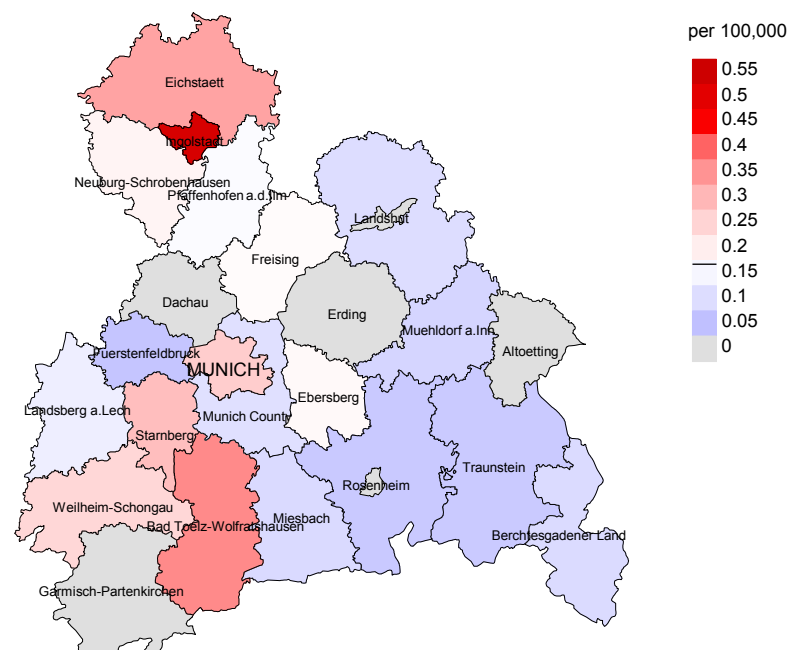 per 100,000
0.55
0.5
0.45
0.4
0.35
0.3
0.25
0.2
0.15
0.1
0.05
0
Eichstaett
Ingolstadt
Neuburg-Schrobenhausen
Pfaffenhofen a.d.Ilm
Landshut
Freising
Dachau
Erding
Muehldorf a.Inn
Altoetting
Fuerstenfeldbruck
MUNICH
Ebersberg
Landsberg a.Lech
Munich County
Starnberg
Traunstein
Rosenheim
Weilheim-Schongau
Miesbach
Bad Toelz-Wolfratshausen
Berchtesgadener Land
Garmisch-Partenkirchen